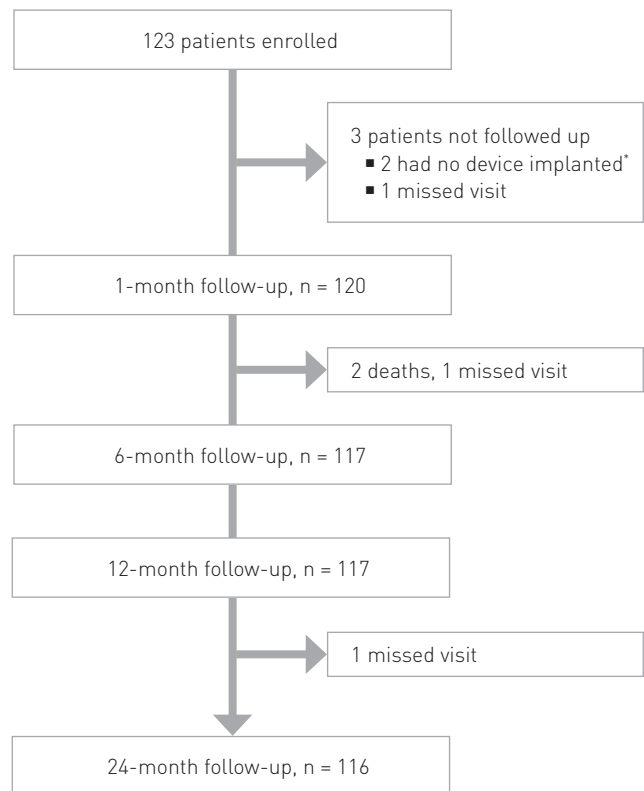 123 patients enrolled
3 patients not followed up
▪ 2 had no device implanted*
▪ 1 missed visit
1-month follow-up, n = 120
2 deaths, 1 missed visit
6-month follow-up, n = 117
12-month follow-up, n = 117
1 missed visit
24-month follow-up, n = 116